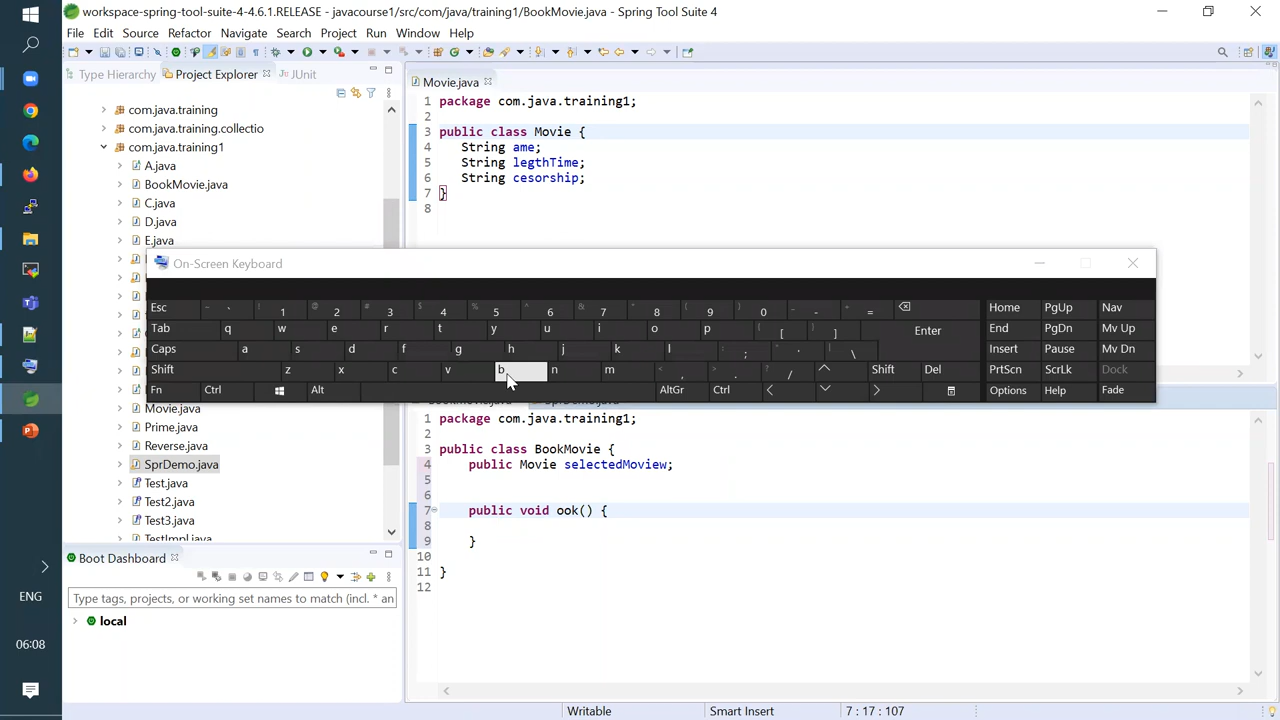 workspace-spring-tool-suite-4-4.6.1.RELEASE - javacourse1/src/com/java/training1/BookMovie.java - Spring Tool Suite 4
File Edit Source Refactor Navigate Search Project Run Window Help
Type Hierarchy Project Explorer JUnit
com.java.training
com.java.training.collectio
com.java.training1
A.java
BookMovie.java
C.java
D.java
E.java
Movie.java
Prime.java
Reverse.java
SprDemo.java
Test.java
Test2.java
Test3.java
TestImpl.java
Boot Dashboard
Type tags, projects, or working set names to match (incl. * an
local
ENG
06:08
Movie.java
1 package com.java.training1;
2
3 public class Movie {
4 String ame;
5 String legthTime;
6 String cesorship;
7 }
8
On-Screen Keyboard
Esc ~ ` ! 1 @ 2 # 3 $ 4 % 5 ^ 6 & 7 * 8 ( 9 ) 0 _ - + = Home PgUp Nav
Tab q w e r t y u i o p { [ } ] Enter End PgDn Mv Up
Caps a s d f g h j k l : ; " ' | \ Insert Pause Mv Dn
Shift z x c v b n m < , > . ? / Shift Del PrtScn ScrLk Dock
Fn Ctrl Alt AltGr Ctrl Options Help Fade
1 package com.java.training1;
2
3 public class BookMovie {
4 public Movie selectedMoview;
5
6
7 public void ook() {
8
9 }
10
11 }
12
Writable Smart Insert 7 : 17 : 107